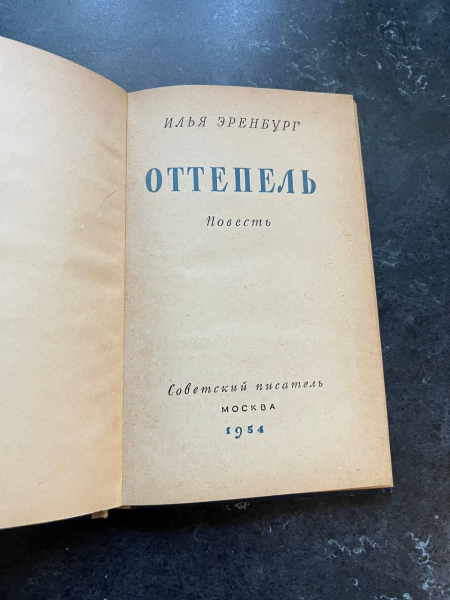 ИЛЬЯ ЭРЕНБУРГ
ОТТЕПЕЛЬ
Повесть
Советский писатель
МОСКВА
1954